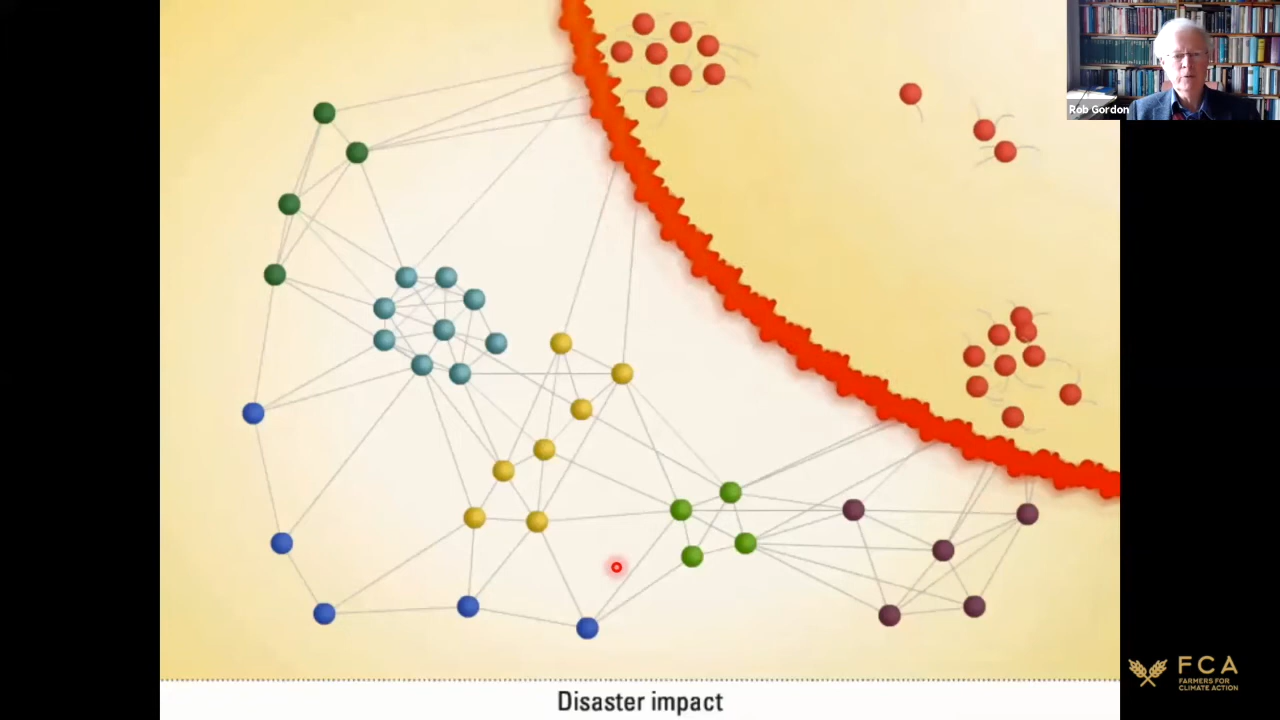 Rob Gordon
Disaster impact
FCA
FARMERS FOR
CLIMATE ACTION